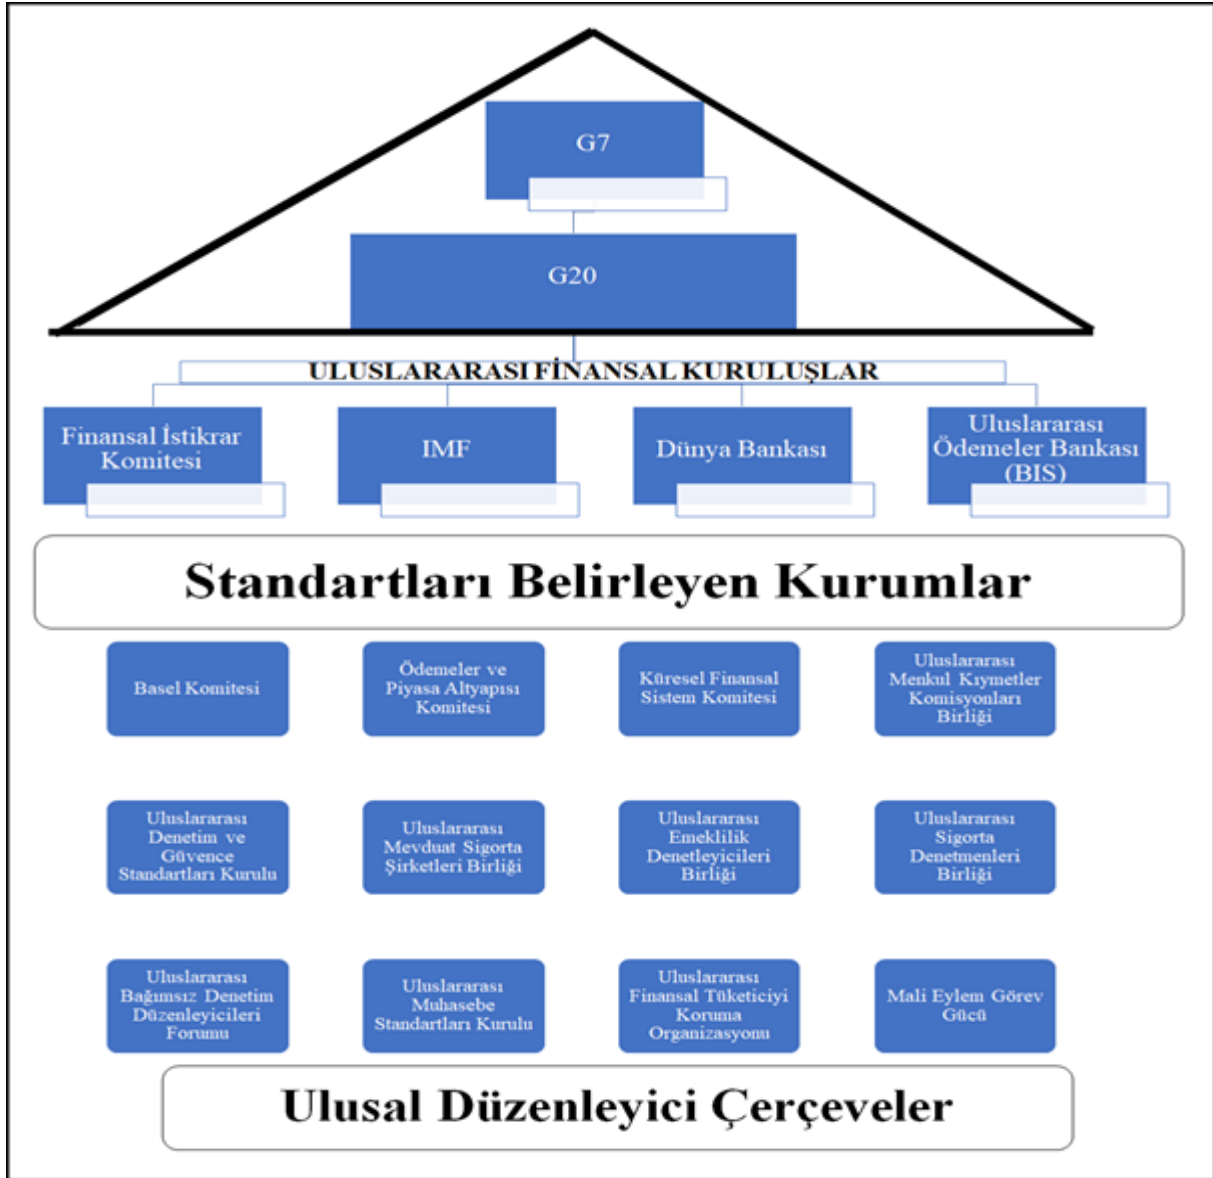 G7
G20
ULUSLARARASI FİNANSAL KURULUŞLAR
Finansal İstikrar
Komitesi
IMF
Dünya Bankası
Uluslararası
Ödemeler Bankası
(BIS)
Standartları Belirleyen Kurumlar
Basel Komitesi
Ödemeler ve
Piyasa Altyapısı
Komitesi
Küresel Finansal
Sistem Komitesi
Uluslararası
Menkul Kıymetler
Komisyonları
Birliği
Uluslararası
Denetim ve
Güvence
Standartları Kurulu
Uluslararası
Mevduat Sigorta
Şirketleri Birliği
Uluslararası
Emeklilik
Denetleyicileri
Birliği
Uluslararası
Sigorta
Denetmenleri
Birliği
Uluslararası
Bağımsız Denetim
Düzenleyicileri
Forumu
Uluslararası
Muhasebe
Standartları Kurulu
Uluslararası
Finansal Tüketiciyi
Koruma
Organizasyonu
Mali Eylem Görev
Gücü
Ulusal Düzenleyici Çerçeveler